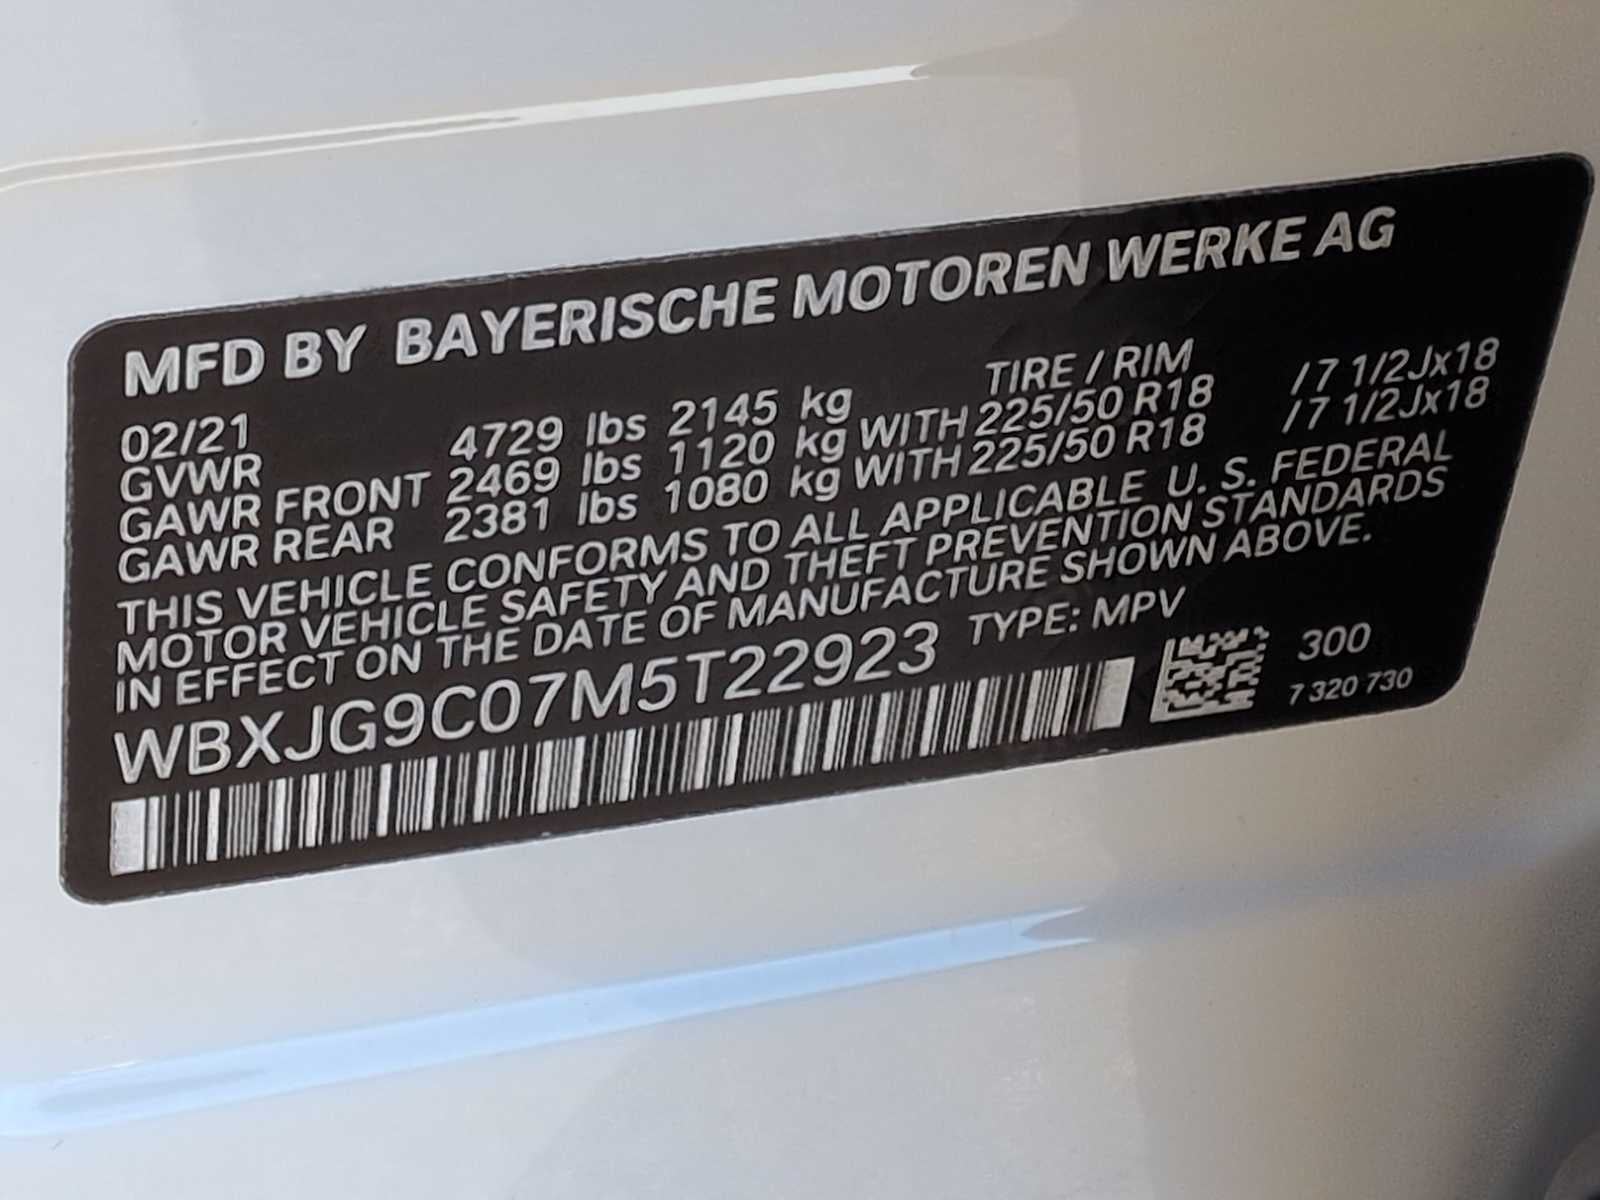 MFD BY BAYERISCHE MOTOREN WERKE AG
02/21 TIRE / RIM
GVWR 4729 lbs 2145 kg
GAWR FRONT 2469 lbs 1120 kg WITH 225/50 R18 / 7 1/2Jx18
GAWR REAR 2381 lbs 1080 kg WITH 225/50 R18 / 7 1/2Jx18
THIS VEHICLE CONFORMS TO ALL APPLICABLE U. S. FEDERAL
MOTOR VEHICLE SAFETY AND THEFT PREVENTION STANDARDS
IN EFFECT ON THE DATE OF MANUFACTURE SHOWN ABOVE.
WBXJG9C07M5T22923 TYPE: MPV
300
7 320 730